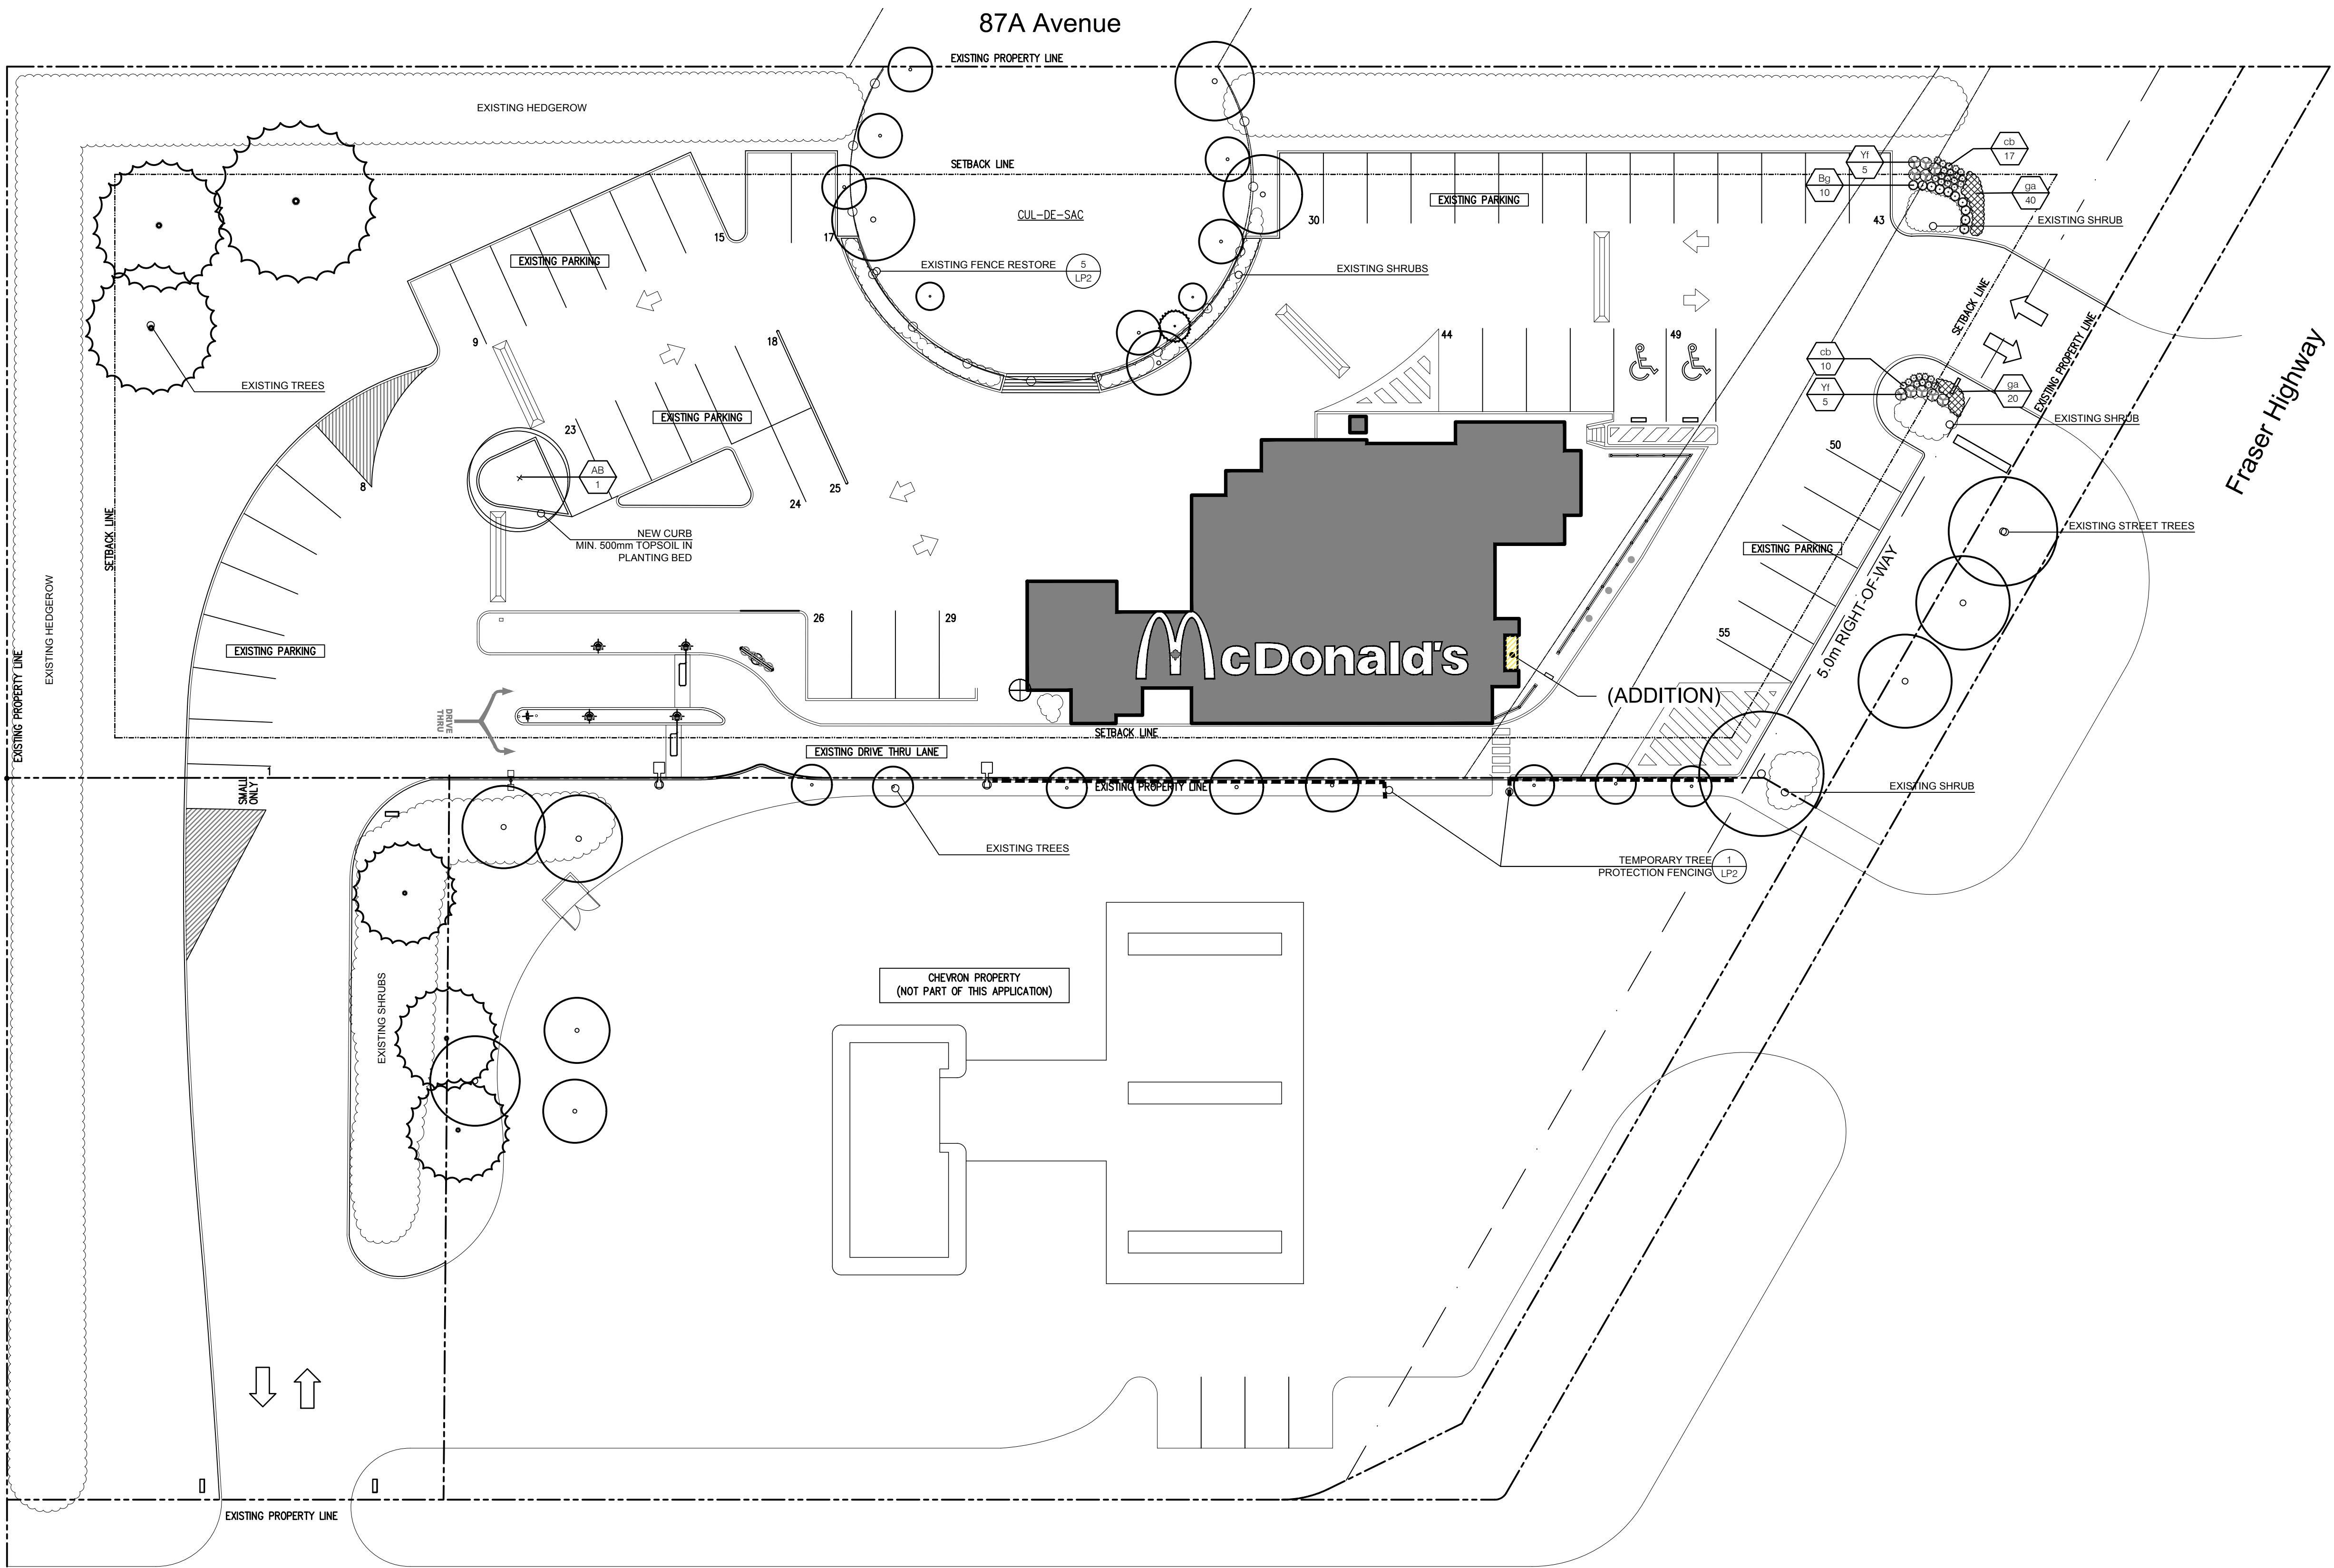 87A Avenue
EXISTING PROPERTY LINE
EXISTING HEDGEROW
SETBACK LINE
CUL-DE-SAC
EXISTING PARKING
Yf
5
cb
17
Bg
10
ga
40
EXISTING SHRUB
15
17
30
43
EXISTING PARKING
EXISTING FENCE RESTORE
5
LP2
EXISTING SHRUBS
SETBACK LINE
EXISTING PROPERTY LINE
Fraser Highway
9
18
44
49
cb
10
Yf
5
ga
20
EXISTING SHRUB
EXISTING TREES
EXISTING PARKING
23
AB
1
8
24
25
50
NEW CURB
MIN. 500mm TOPSOIL IN
PLANTING BED
SETBACK LINE
EXISTING HEDGEROW
EXISTING PROPERTY LINE
EXISTING STREET TREES
EXISTING PARKING
5.0m RIGHT-OF-WAY
26
29
55
EXISTING PARKING
McDonald's
(ADDITION)
DRIVE
THRU
SETBACK LINE
EXISTING DRIVE THRU LANE
1
SMALL
ONLY
EXISTING PROPERTY LINE
EXISTING SHRUB
EXISTING TREES
TEMPORARY TREE
PROTECTION FENCING
1
LP2
EXISTING SHRUBS
CHEVRON PROPERTY
(NOT PART OF THIS APPLICATION)
EXISTING PROPERTY LINE